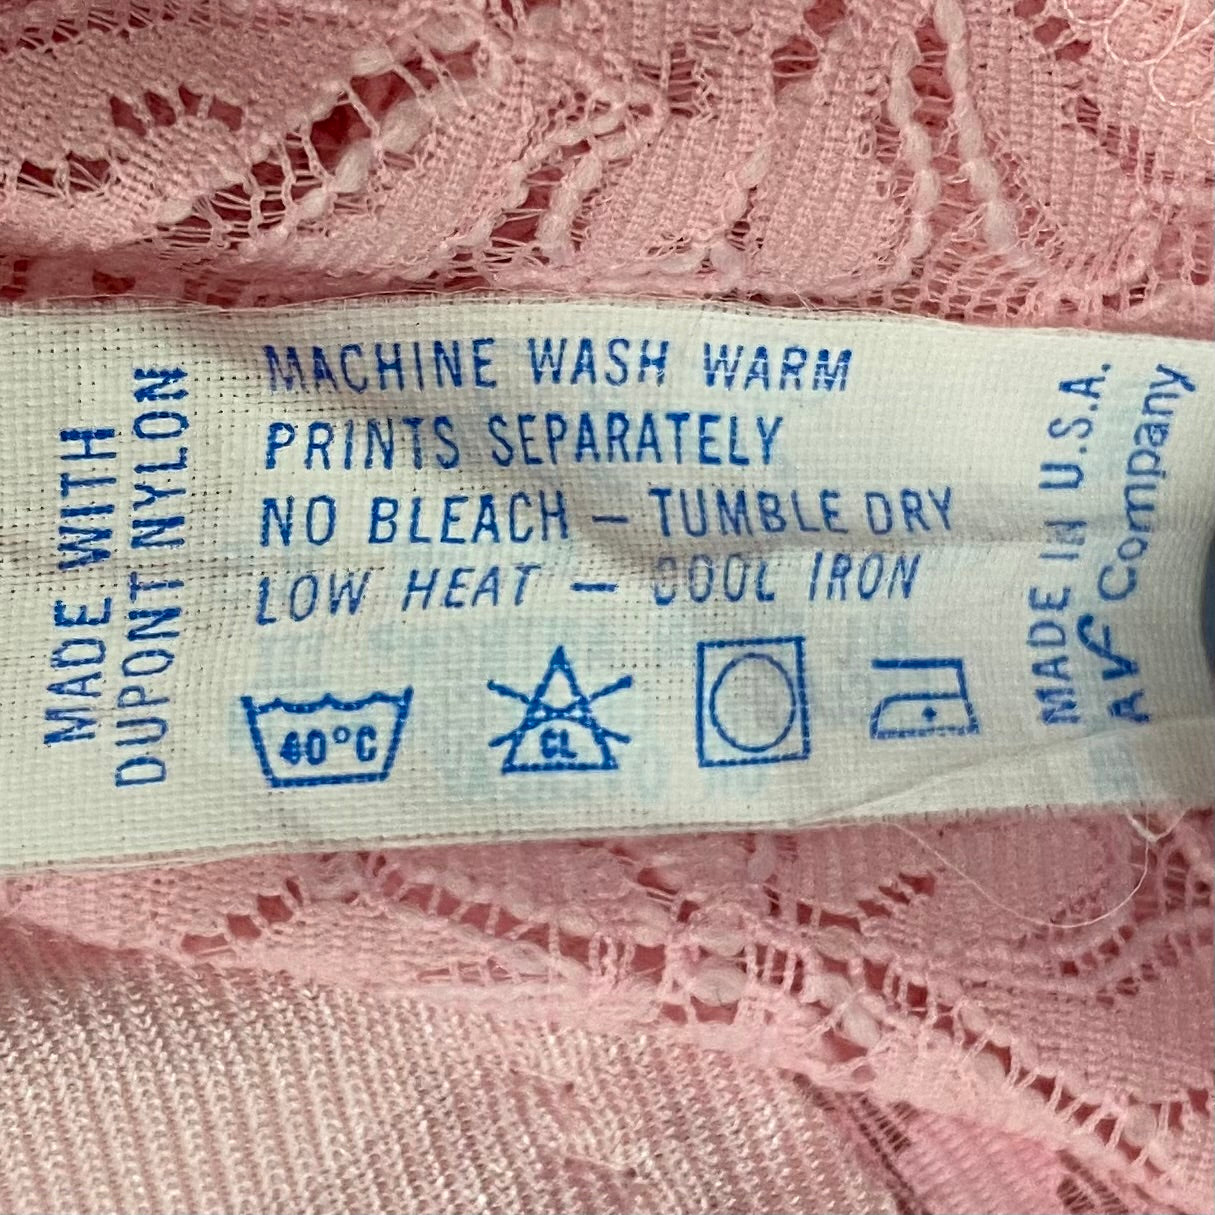 MADE WITH
DUPONT NYLON
MACHINE WASH WARM
PRINTS SEPARATELY
NO BLEACH – TUMBLE DRY
LOW HEAT – COOL IRON
40°C
CL
MADE IN U.S.A.
A VF Company